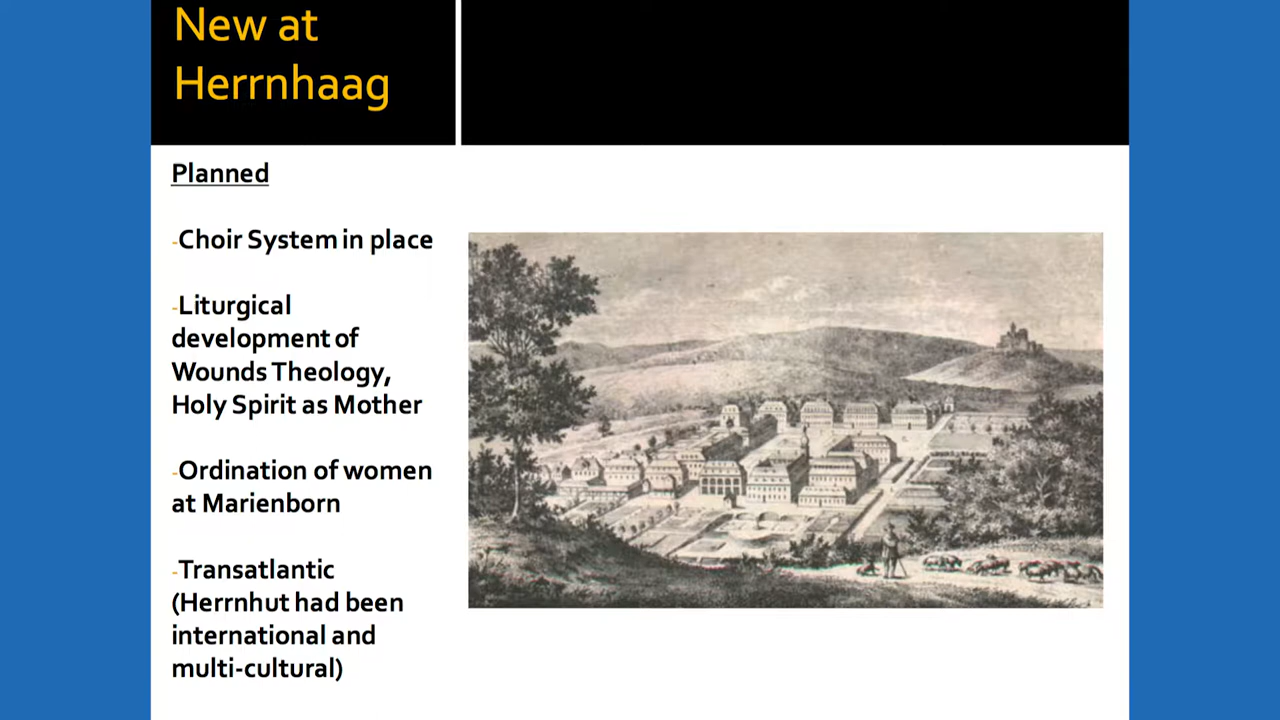 New at
Herrnhaag
Planned
-Choir System in place
-Liturgical
development of
Wounds Theology,
Holy Spirit as Mother
-Ordination of women
at Marienborn
-Transatlantic
(Herrnhut had been
international and
multi-cultural)